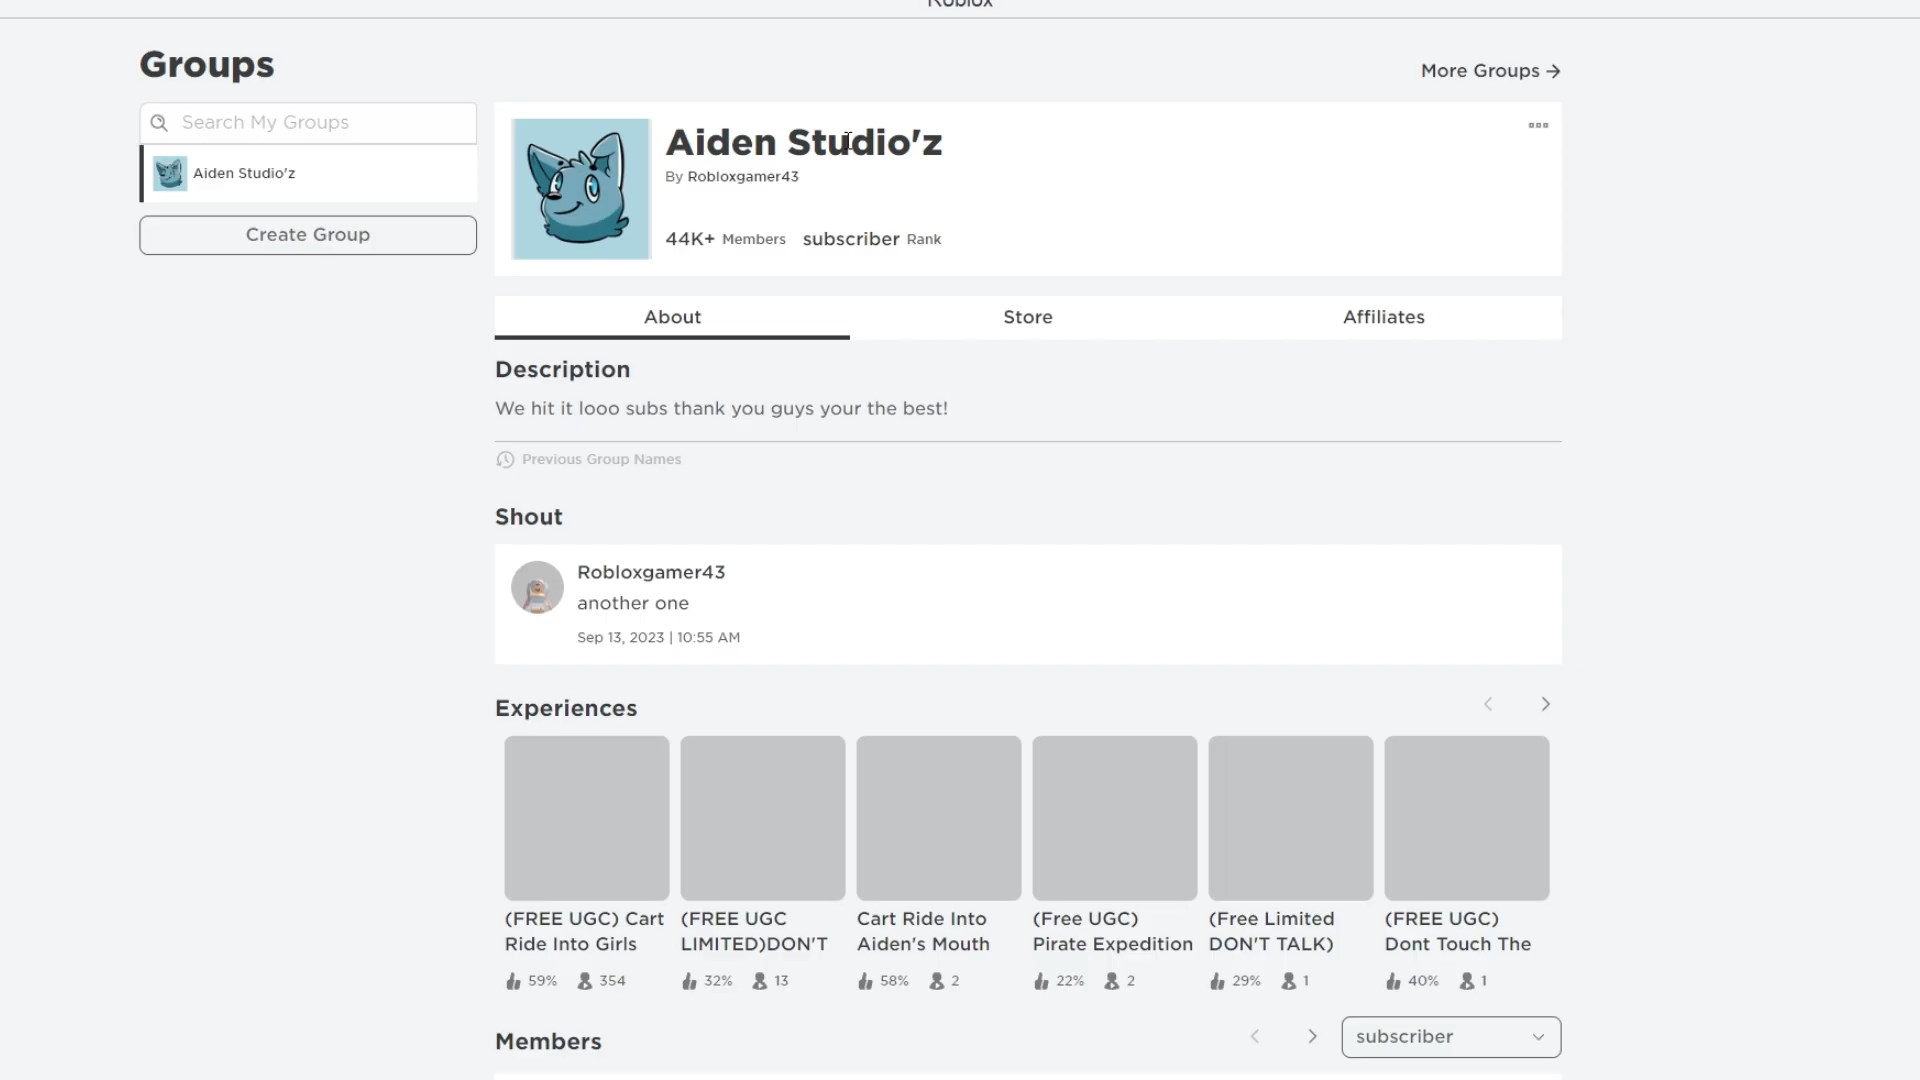 Roblox
Groups
More Groups →
Search My Groups
Aiden Studio'z
Create Group
Aiden Studio'z
By Robloxgamer43
44K+ Members subscriber Rank
About Store Affiliates
Description
We hit it looo subs thank you guys your the best!
Previous Group Names
Shout
Robloxgamer43
another one
Sep 13, 2023 | 10:55 AM
Experiences
(FREE UGC) Cart
Ride Into Girls
59% 354
(FREE UGC
LIMITED)DON'T
32% 13
Cart Ride Into
Aiden's Mouth
58% 2
(Free UGC)
Pirate Expedition
22% 2
(Free Limited
DON'T TALK)
29% 1
(FREE UGC)
Dont Touch The
40% 1
Members
subscriber